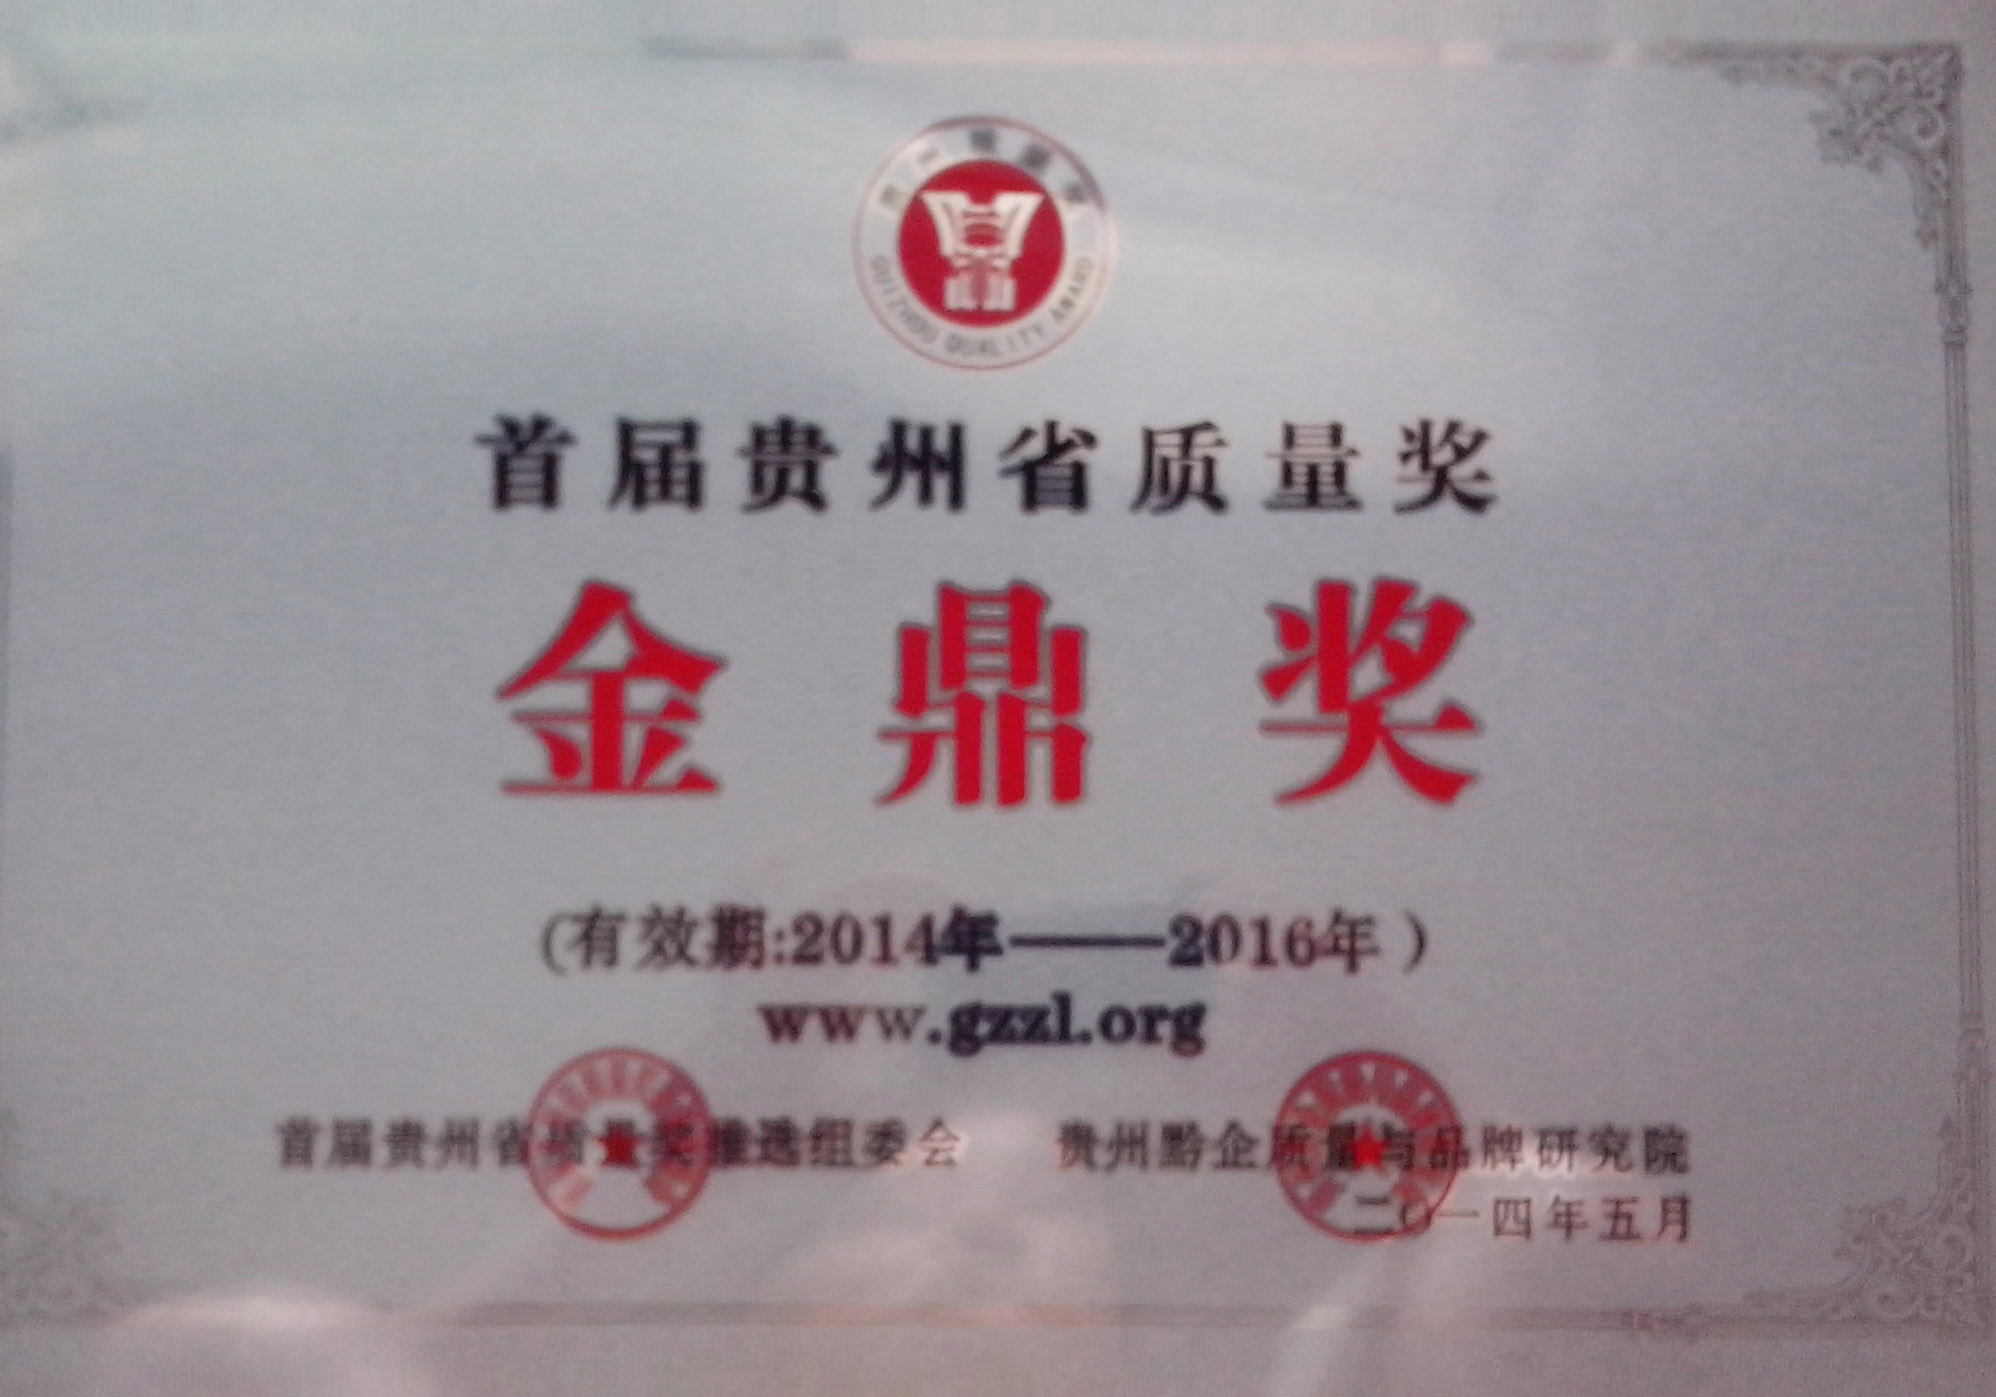 GUIZHOU QUALITY AWARD
首届贵州省质量奖
金鼎奖
(有效期:2014年——2016年)
www.gzzl.org
首届贵州省质量奖推选组委会 贵州黔企质量与品牌研究院
二〇一四年五月